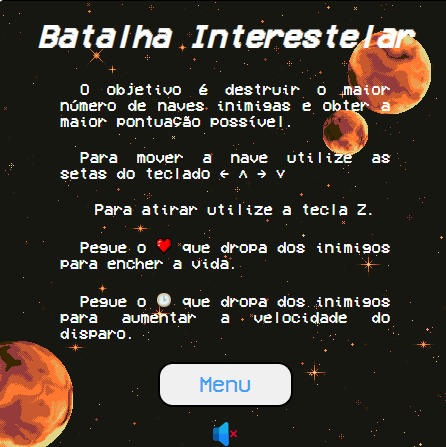 Batalha Interestelar
O objetivo é destruir o maior
número de naves inimigas e obter a
maior pontuação possível.
Para mover a nave utilize as
setas do teclado ← ^ → v
Para atirar utilize a tecla Z.
Pegue o ❤ que dropa dos inimigos
para encher a vida.
Pegue o 🕒 que dropa dos inimigos
para aumentar a velocidade do
disparo.
Menu